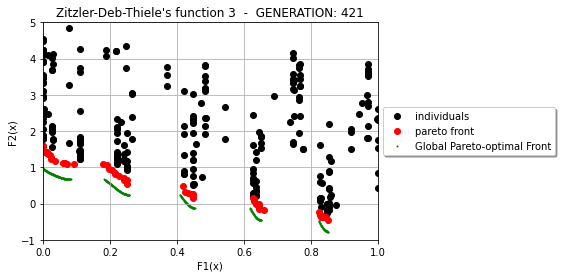 Zitzler-Deb-Thiele's function 3 - GENERATION: 421
5
4
3
2
1
0
−1
F2(x)
0.0
0.2
0.4
0.6
0.8
1.0
F1(x)
individuals
pareto front
Global Pareto-optimal Front